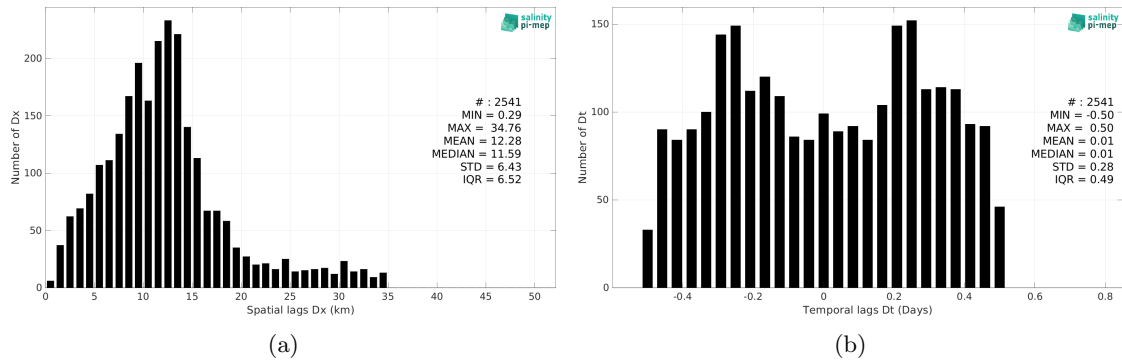 salinity
pi-mep
Number of Dx
200
150
100
50
0
# : 2541
MIN = 0.29
MAX = 34.76
MEAN = 12.28
MEDIAN = 11.59
STD = 6.43
IQR = 6.52
0 5 10 15 20 25 30 35 40 45 50
Spatial lags Dx (km)
(a)
salinity
pi-mep
Number of Dt
150
100
50
0
# : 2541
MIN = -0.50
MAX = 0.50
MEAN = 0.01
MEDIAN = 0.01
STD = 0.28
IQR = 0.49
-0.4 -0.2 0 0.2 0.4 0.6 0.8
Temporal lags Dt (Days)
(b)